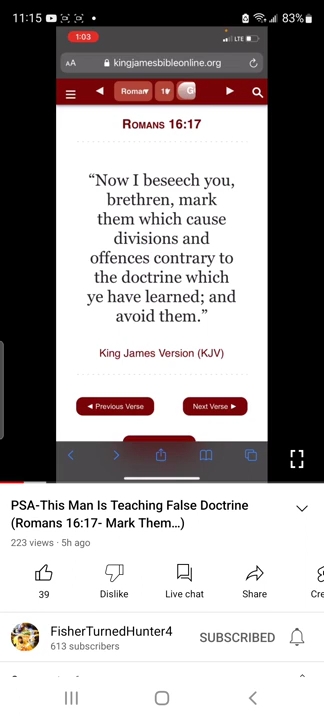 11:15
83%
1:03
LTE
AA kingjamesbibleonline.org
Roman 1 G
ROMANS 16:17
“Now I beseech you,
brethren, mark
them which cause
divisions and
offences contrary to
the doctrine which
ye have learned; and
avoid them.”
King James Version (KJV)
◄ Previous Verse Next Verse ►
PSA-This Man Is Teaching False Doctrine
(Romans 16:17- Mark Them...)
223 views · 5h ago
39 Dislike Live chat Share Cre
FisherTurnedHunter4 SUBSCRIBED
613 subscribers